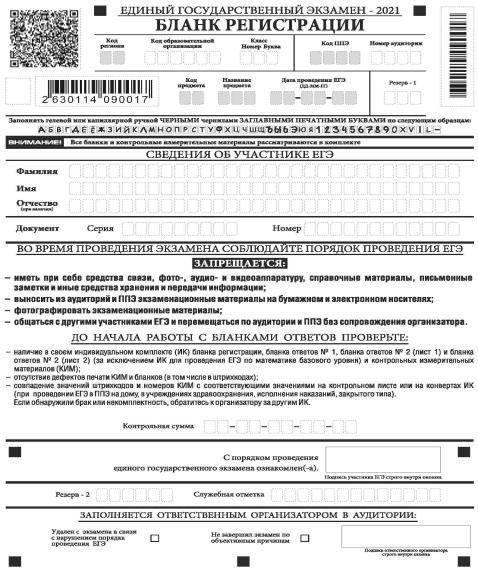 ЕДИНЫЙ ГОСУДАРСТВЕННЫЙ ЭКЗАМЕН - 2021
БЛАНК РЕГИСТРАЦИИ
Код региона
Код образовательной организации
Класс
Номер Буква
Код ППЭ
Номер аудитории
2630114090017
Код предмета
Название предмета
Дата проведения ЕГЭ
(ДД-ММ-ГГ)
Резерв - 1
Заполнять гелевой или капиллярной ручкой ЧЕРНЫМИ чернилами ЗАГЛАВНЫМИ ПЕЧАТНЫМИ БУКВАМИ по следующим образцам:
АБВГДЕЁЖЗИЙКЛМНОПРСТУФХЦЧШЩЪЫЬЭЮЯ1234567890XVIL–
ВНИМАНИЕ! Все бланки и контрольные измерительные материалы рассматриваются в комплекте
СВЕДЕНИЯ ОБ УЧАСТНИКЕ ЕГЭ
Фамилия
Имя
Отчество
(при наличии)
Документ Серия Номер
ВО ВРЕМЯ ПРОВЕДЕНИЯ ЭКЗАМЕНА СОБЛЮДАЙТЕ ПОРЯДОК ПРОВЕДЕНИЯ ЕГЭ
ЗАПРЕЩАЕТСЯ:
– иметь при себе средства связи, фото-, аудио- и видеоаппаратуру, справочные материалы, письменные
заметки и иные средства хранения и передачи информации;
– выносить из аудиторий и ППЭ экзаменационные материалы на бумажном и электронном носителях;
– фотографировать экзаменационные материалы;
– общаться с другими участниками ЕГЭ и перемещаться по аудитории и ППЭ без сопровождения организатора.
ДО НАЧАЛА РАБОТЫ С БЛАНКАМИ ОТВЕТОВ ПРОВЕРЬТЕ:
– наличие в своем индивидуальном комплекте (ИК) бланка регистрации, бланка ответов № 1, бланка ответов № 2 (лист 1) и бланка
ответов № 2 (лист 2) (за исключением ИК для проведения ЕГЭ по математике базового уровня) и контрольных измерительных
материалов (КИМ);
– отсутствие дефектов печати КИМ и бланков (в том числе в штрихкодах);
– совпадение значений штрихкодов и номеров КИМ с соответствующими значениями на контрольном листе или на конвертах ИК
(при проведении ЕГЭ в ППЭ на дому, в учреждениях здравоохранения, исполнения наказаний, закрытого типа).
Если обнаружили брак или некомплектность, обратитесь к организатору за другим ИК.
Контрольная сумма
С порядком проведения
единого государственного экзамена ознакомлен(-а).
Подпись участника ЕГЭ строго внутри окошка
Резерв - 2 Служебная отметка
ЗАПОЛНЯЕТСЯ ОТВЕТСТВЕННЫМ ОРГАНИЗАТОРОМ В АУДИТОРИИ:
Удален с экзамена в связи
с нарушением порядка
проведения ЕГЭ
Не завершил экзамен по
объективным причинам
Подпись ответственного организатора
строго внутри окошка